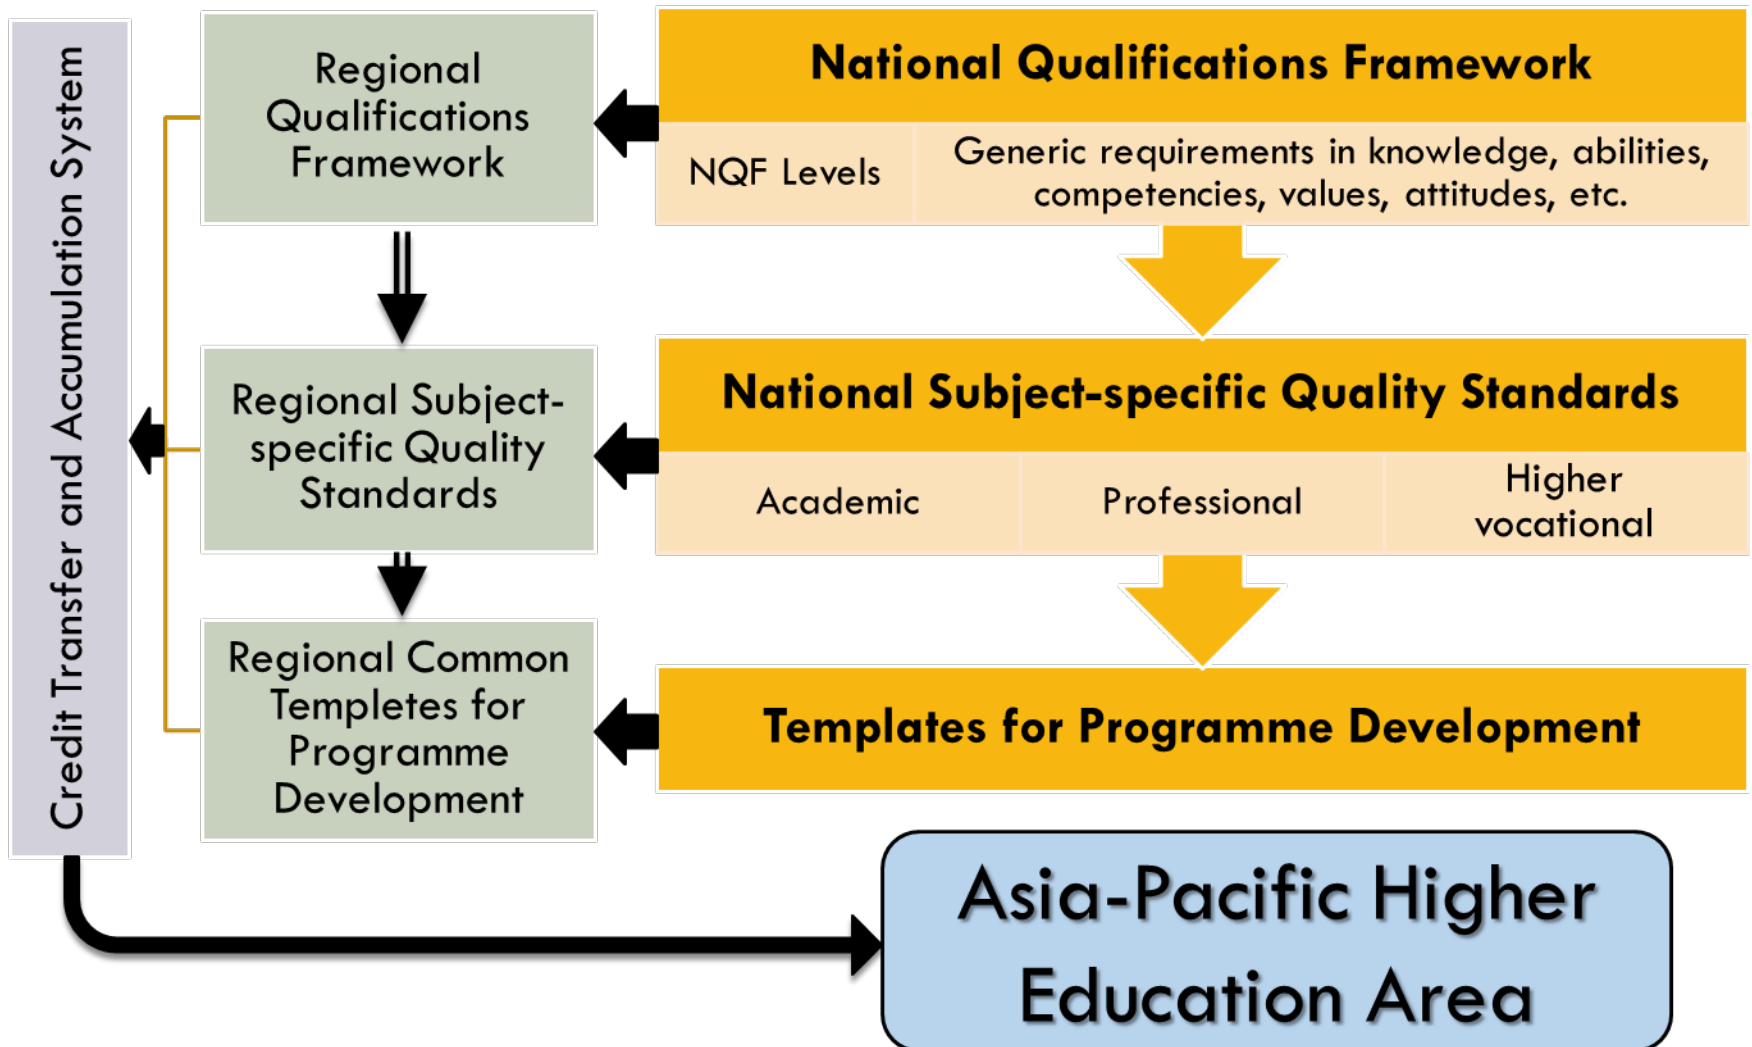 Credit Transfer and Accumulation System
Regional
Qualifications
Framework
National Qualifications Framework
NQF Levels
Generic requirements in knowledge, abilities,
competencies, values, attitudes, etc.
Regional Subject-
specific Quality
Standards
National Subject-specific Quality Standards
Academic
Professional
Higher
vocational
Regional Common
Templetes for
Programme
Development
Templates for Programme Development
Asia-Pacific Higher
Education Area